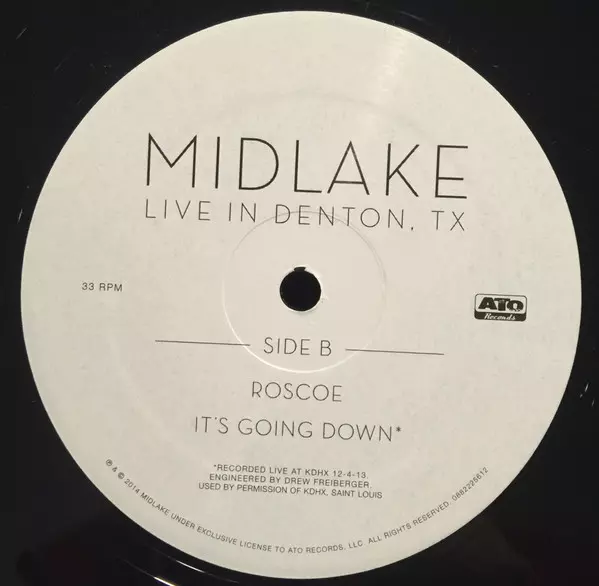 MIDLAKE
LIVE IN DENTON, TX
33 RPM
ATO
Records
SIDE B
ROSCOE
IT'S GOING DOWN*
*RECORDED LIVE AT KDHX 12-4-13.
ENGINEERED BY DREW FREIBERGER.
USED BY PERMISSION OF KDHX, SAINT LOUIS
℗ & © 2014 MIDLAKE UNDER EXCLUSIVE LICENSE TO ATO RECORDS, LLC. ALL RIGHTS RESERVED. 0882225612